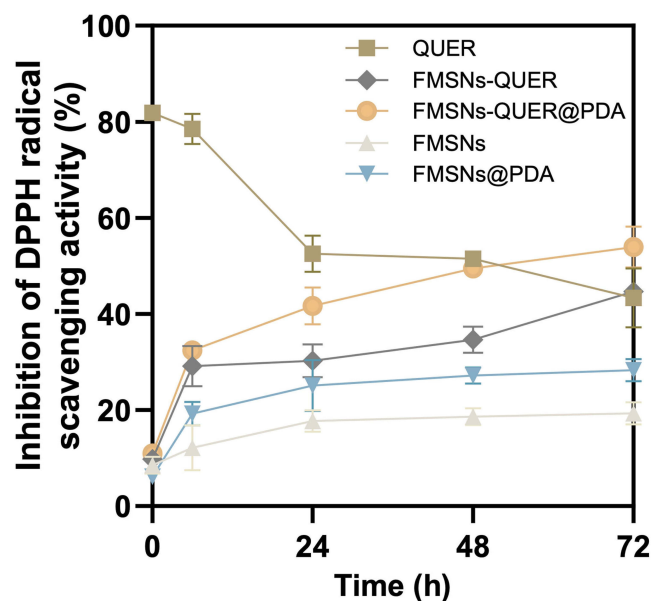 Inhibition of DPPH radical
scavenging activity (%)
100
80
60
40
20
0
QUER
FMSNs-QUER
FMSNs-QUER@PDA
FMSNs
FMSNs@PDA
0
24
48
72
Time (h)